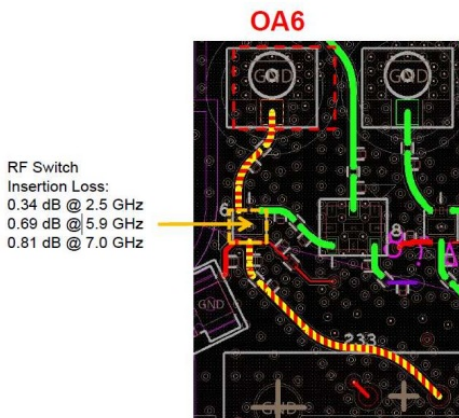 OA6
GND
GND
RF Switch
Insertion Loss:
0.34 dB @ 2.5 GHz
0.69 dB @ 5.9 GHz
0.81 dB @ 7.0 GHz
6
8
7
A
GND
233